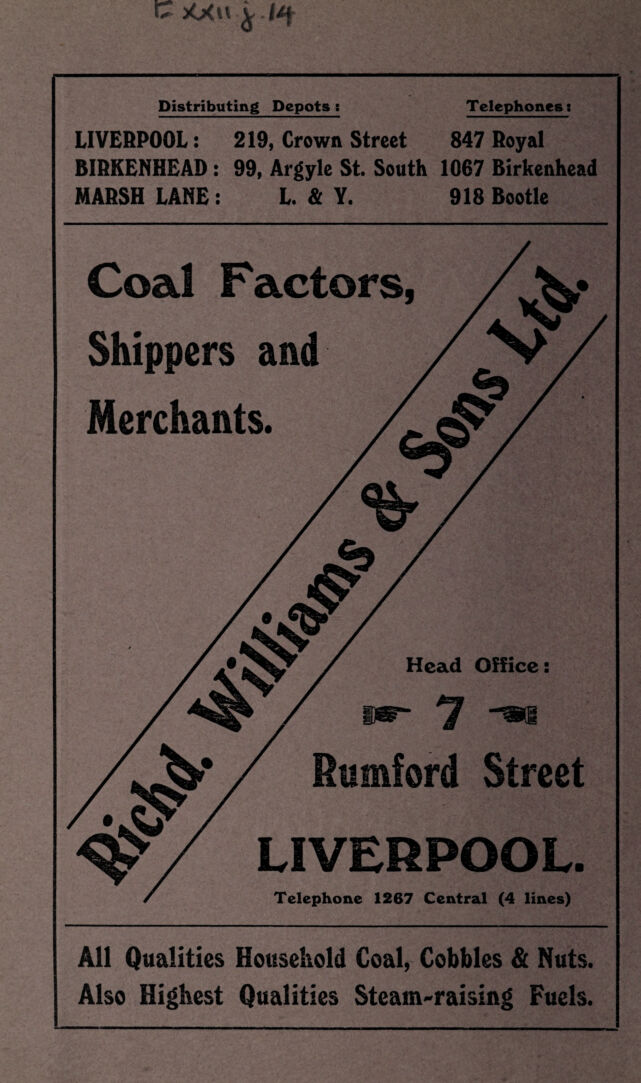 E XXII j.14
Distributing Depots: Telephones:
LIVERPOOL: 219, Crown Street 847 Royal
BIRKENHEAD: 99, Argyle St. South 1067 Birkenhead
MARSH LANE: L. & Y. 918 Bootle
Coal Factors,
Shippers and
Merchants.
Richd. Williams & Sons Ltd.
Head Office:
☞ 7 ☜
Rumford Street
LIVERPOOL.
Telephone 1267 Central (4 lines)
All Qualities Household Coal, Cobbles & Nuts.
Also Highest Qualities Steam-raising Fuels.